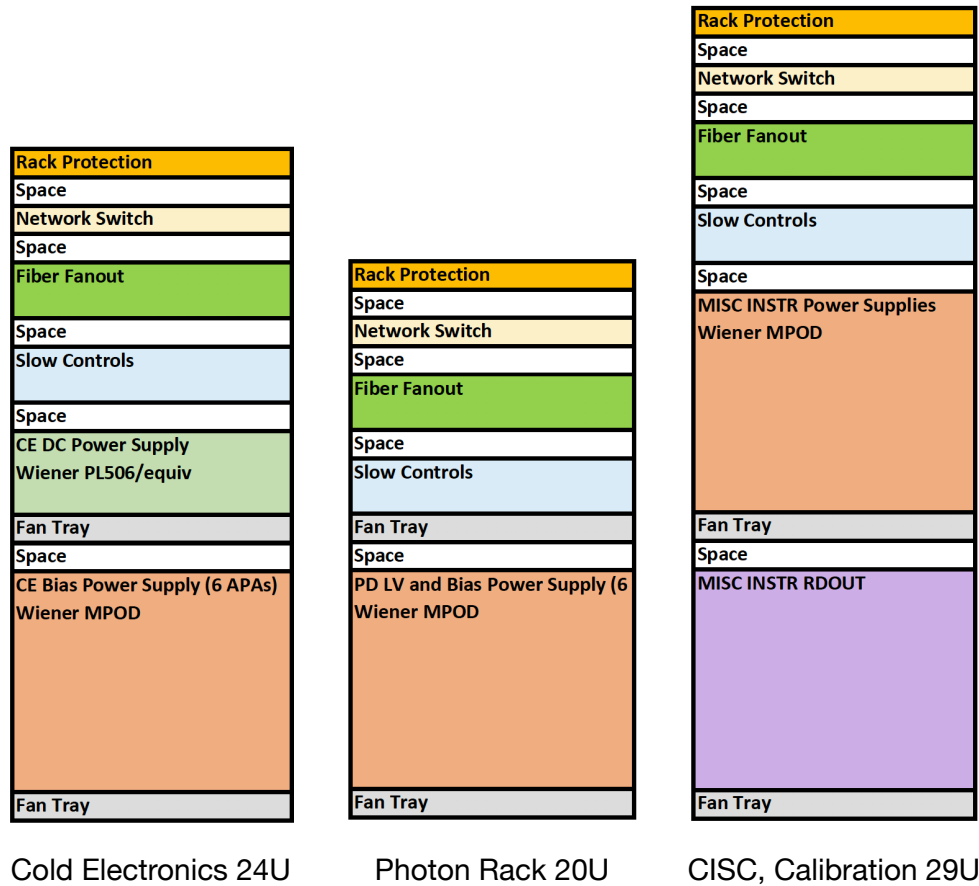 Rack Protection
Space
Network Switch
Space
Fiber Fanout
Space
Slow Controls
Space
CE DC Power Supply
Wiener PL506/equiv
Fan Tray
Space
CE Bias Power Supply (6 APAs)
Wiener MPOD
Fan Tray
Cold Electronics 24U
Rack Protection
Space
Network Switch
Space
Fiber Fanout
Space
Slow Controls
Fan Tray
Space
PD LV and Bias Power Supply (6
Wiener MPOD
Fan Tray
Photon Rack 20U
Rack Protection
Space
Network Switch
Space
Fiber Fanout
Space
Slow Controls
Space
MISC INSTR Power Supplies
Wiener MPOD
Fan Tray
Space
MISC INSTR RDOUT
Fan Tray
CISC, Calibration 29U